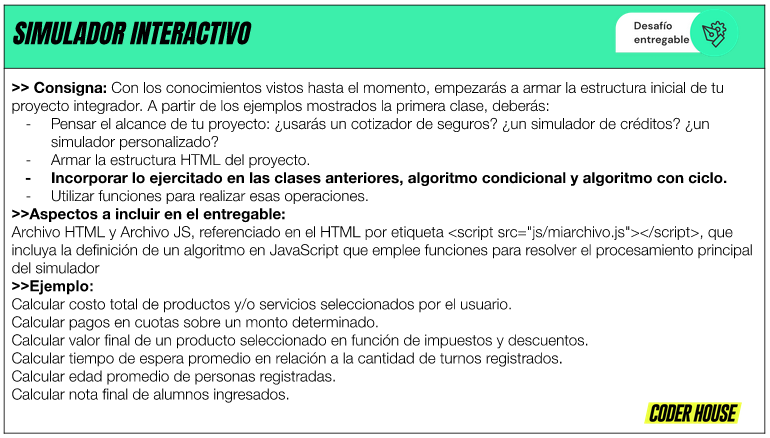 SIMULADOR INTERACTIVO
Desafío
entregable
>> Consigna: Con los conocimientos vistos hasta el momento, empezarás a armar la estructura inicial de tu
proyecto integrador. A partir de los ejemplos mostrados la primera clase, deberás:
- Pensar el alcance de tu proyecto: ¿usarás un cotizador de seguros? ¿un simulador de créditos? ¿un
simulador personalizado?
- Armar la estructura HTML del proyecto.
- Incorporar lo ejercitado en las clases anteriores, algoritmo condicional y algoritmo con ciclo.
- Utilizar funciones para realizar esas operaciones.
>>Aspectos a incluir en el entregable:
Archivo HTML y Archivo JS, referenciado en el HTML por etiqueta <script src="js/miarchivo.js"></script>, que
incluya la definición de un algoritmo en JavaScript que emplee funciones para resolver el procesamiento principal
del simulador
>>Ejemplo:
Calcular costo total de productos y/o servicios seleccionados por el usuario.
Calcular pagos en cuotas sobre un monto determinado.
Calcular valor final de un producto seleccionado en función de impuestos y descuentos.
Calcular tiempo de espera promedio en relación a la cantidad de turnos registrados.
Calcular edad promedio de personas registradas.
Calcular nota final de alumnos ingresados.
CODER HOUSE